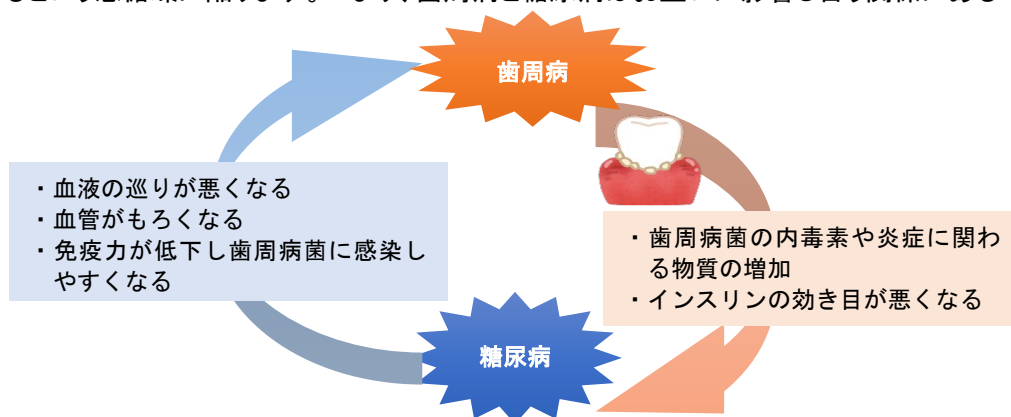 歯周病
・血液の巡りが悪くなる
・血管がもろくなる
・免疫力が低下し歯周病菌に感染し
やすくなる
・歯周病菌の内毒素や炎症に関わ
る物質の増加
・インスリンの効き目が悪くなる
糖尿病